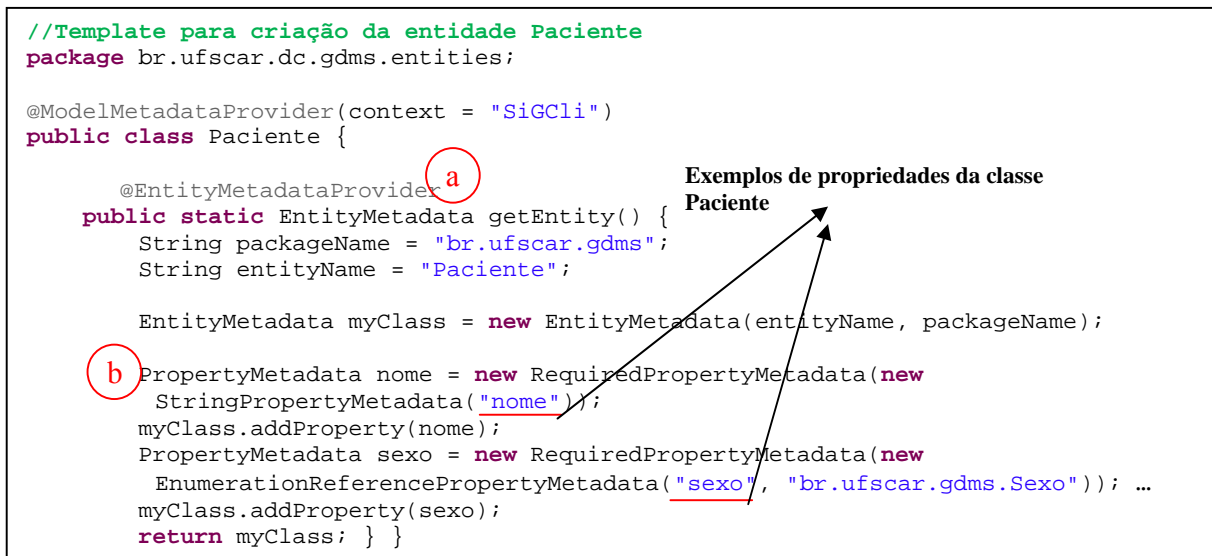 //Template para criação da entidade Paciente
package br.ufscar.dc.gdms.entities;
@ModelMetadataProvider(context = "SiGCli")
public class Paciente {
a
@EntityMetadataProvider
Exemplos de propriedades da classe
Paciente
public static EntityMetadata getEntity() {
String packageName = "br.ufscar.gdms";
String entityName = "Paciente";
EntityMetadata myClass = new EntityMetadata(entityName, packageName);
b
PropertyMetadata nome = new RequiredPropertyMetadata(new
StringPropertyMetadata("nome"));
myClass.addProperty(nome);
PropertyMetadata sexo = new RequiredPropertyMetadata(new
EnumerationReferencePropertyMetadata("sexo", "br.ufscar.gdms.Sexo")); …
myClass.addProperty(sexo);
return myClass; } }